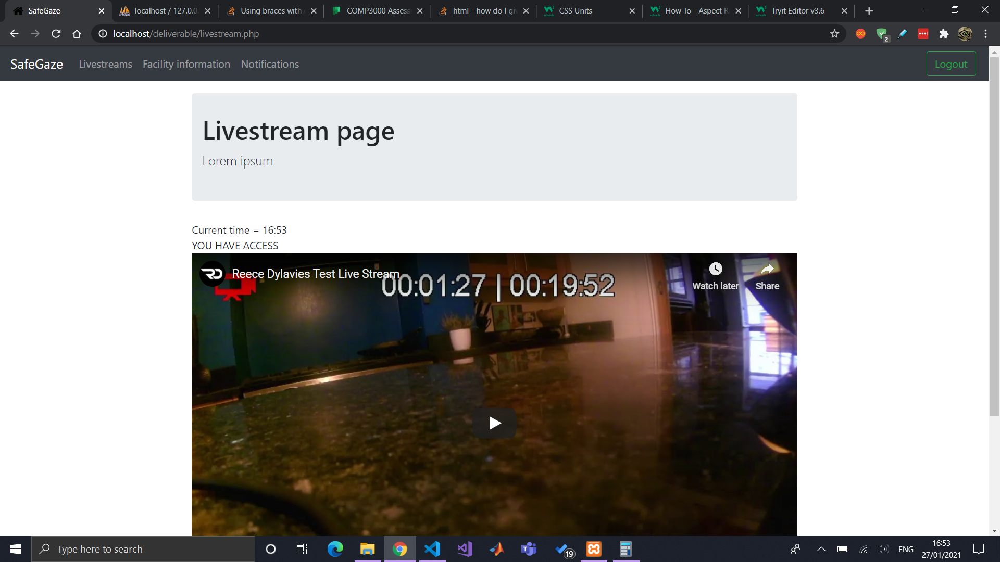 SafeGaze
localhost / 127.0.0
Using braces with
COMP3000 Assess
html - how do I giv
CSS Units
How To - Aspect R
Tryit Editor v3.6
localhost/deliverable/livestream.php
2
SafeGaze
Livestreams
Facility information
Notifications
Logout
Livestream page
Lorem ipsum
Current time = 16:53
YOU HAVE ACCESS
Reece Dylavies Test Live Stream
00:01:27 | 00:19:52
Watch later
Share
Type here to search
19
ENG
16:53
27/01/2021